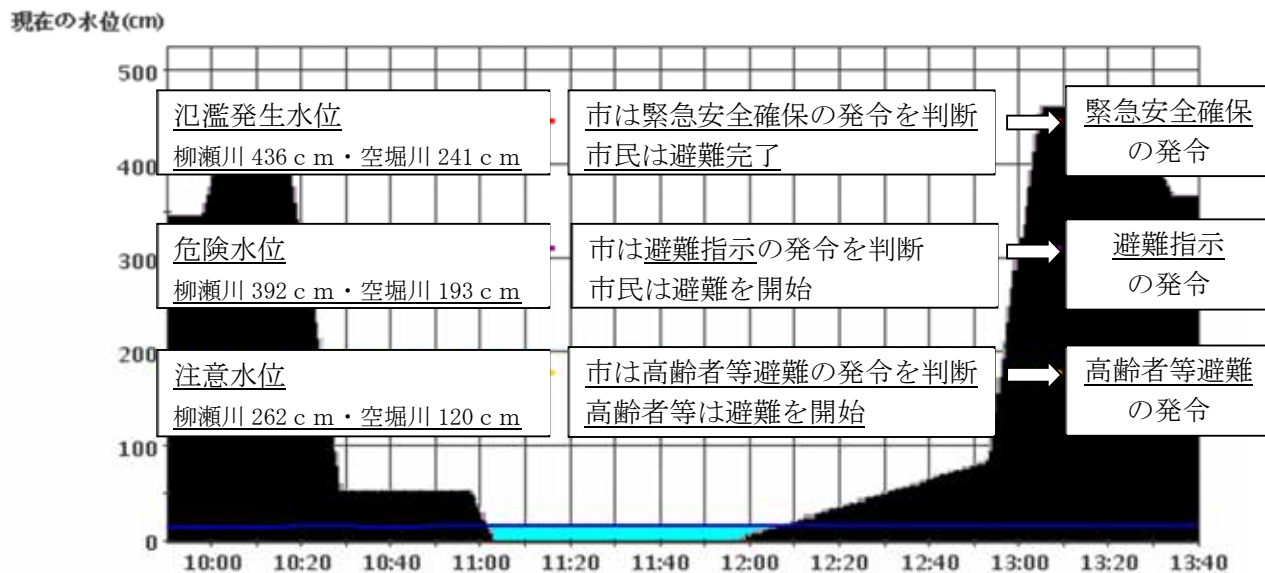 現在の水位(cm)
500
400
300
200
100
0
氾濫発生水位
柳瀬川 436 c m・空堀川 241 c m
市は緊急安全確保の発令を判断
市民は避難完了
緊急安全確保
の発令
危険水位
柳瀬川 392 c m・空堀川 193 c m
市は避難指示の発令を判断
市民は避難を開始
避難指示
の発令
注意水位
柳瀬川 262 c m・空堀川 120 c m
市は高齢者等避難の発令を判断
高齢者等は避難を開始
高齢者等避難
の発令
10:00 10:20 10:40 11:00 11:20 11:40 12:00 12:20 12:40 13:00 13:20 13:40